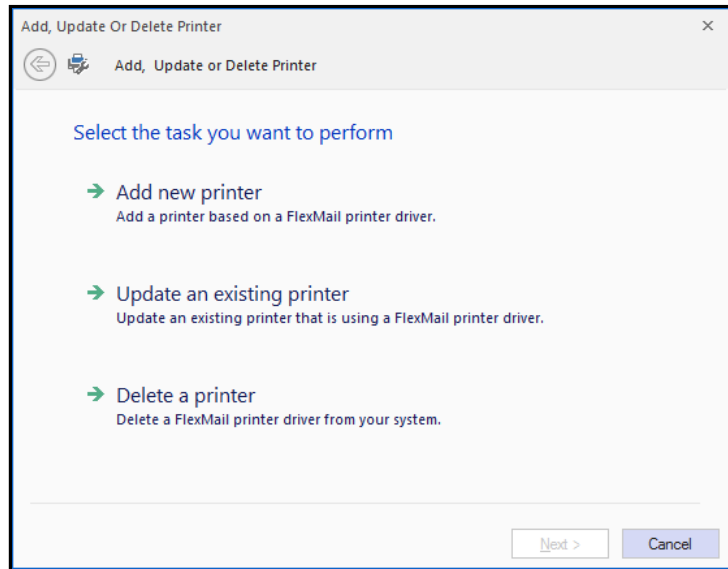 Add, Update Or Delete Printer
Add, Update or Delete Printer
Select the task you want to perform
Add new printer
Add a printer based on a FlexMail printer driver.
Update an existing printer
Update an existing printer that is using a FlexMail printer driver.
Delete a printer
Delete a FlexMail printer driver from your system.
Next > Cancel